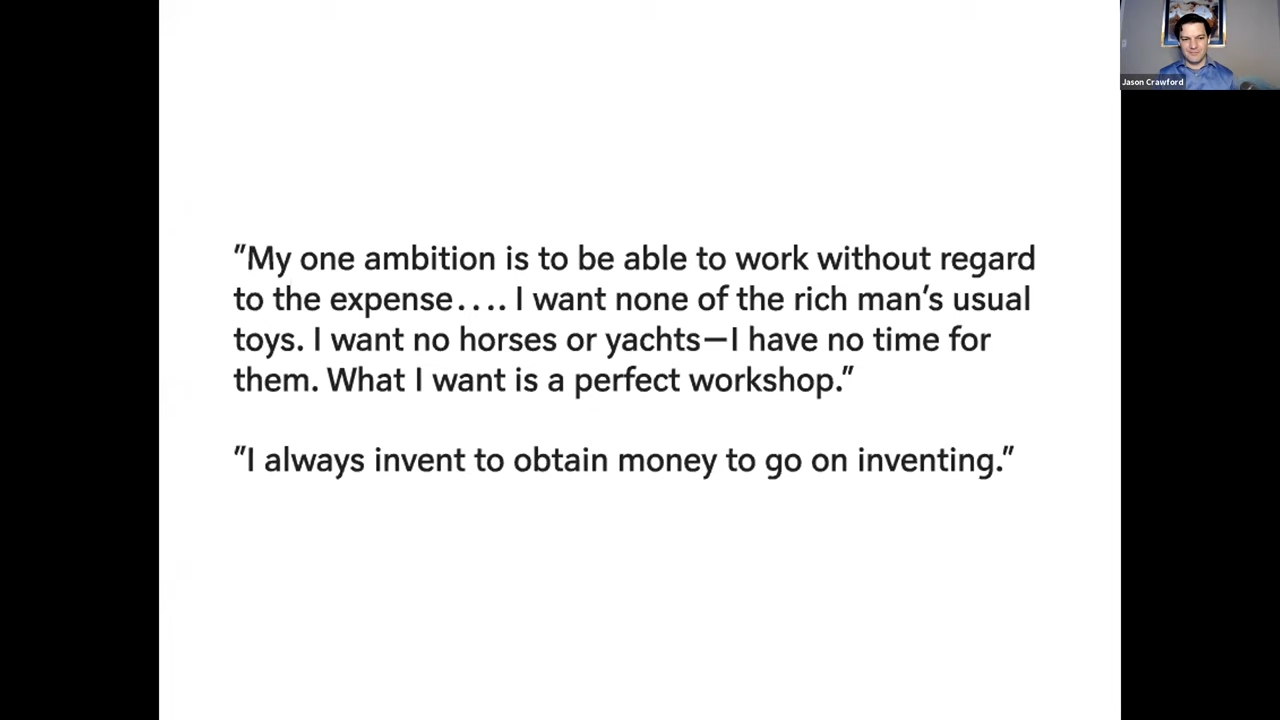 Jason Crawford
"My one ambition is to be able to work without regard
to the expense.... I want none of the rich man's usual
toys. I want no horses or yachts—I have no time for
them. What I want is a perfect workshop."
"I always invent to obtain money to go on inventing."